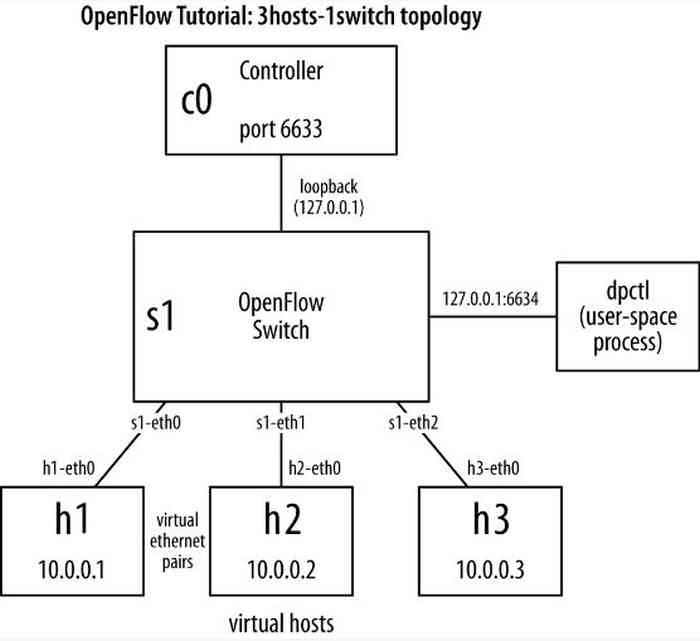 OpenFlow Tutorial: 3hosts-1switch topology
Controller
c0
port 6633
loopback
(127.0.0.1)
s1
OpenFlow
Switch
127.0.0.1:6634
dpctl
(user-space
process)
s1-eth0
s1-eth1
s1-eth2
h1-eth0
h2-eth0
h3-eth0
h1
10.0.0.1
virtual
ethernet
pairs
h2
10.0.0.2
h3
10.0.0.3
virtual hosts